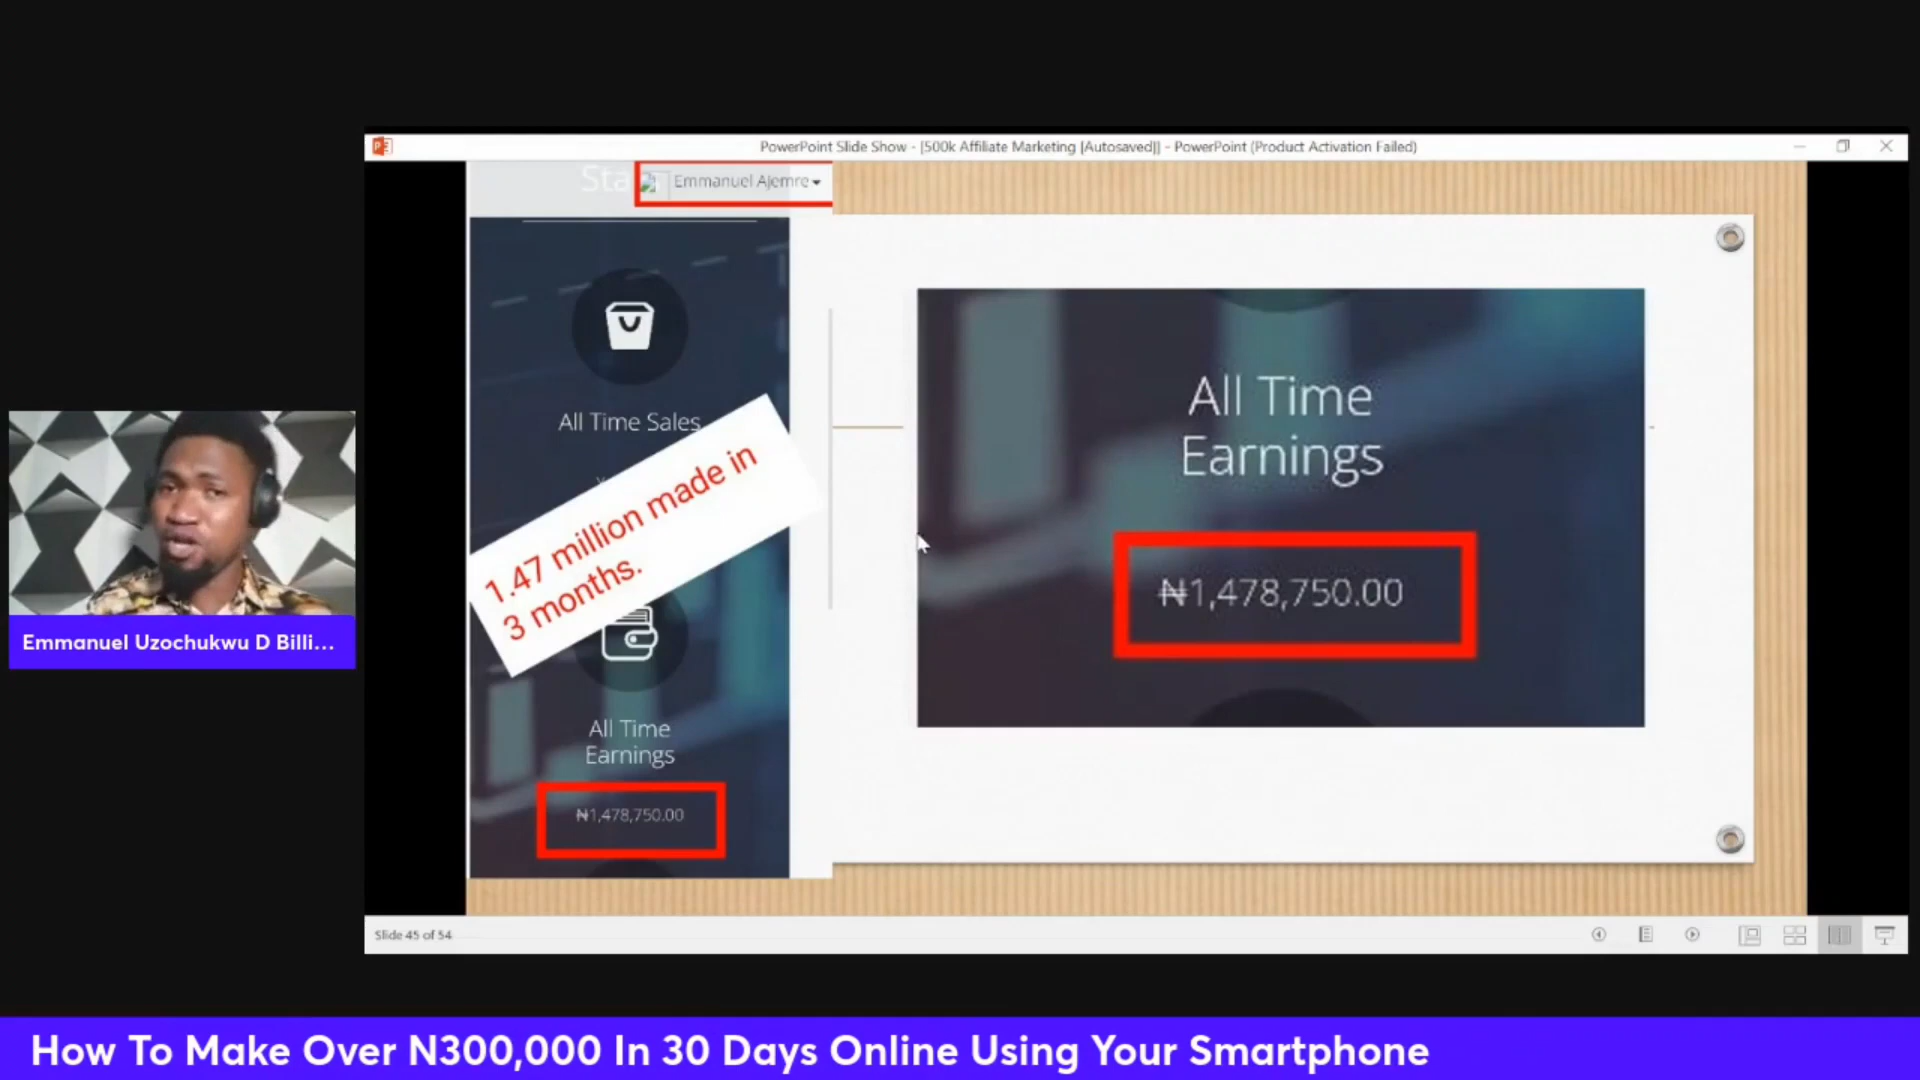 PowerPoint Slide Show - [500k Affiliate Marketing [Autosaved]] - PowerPoint (Product Activation Failed)
Sta
Emmanuel Ajemre
All Time Sales
1.47 million made in
3 months.
All Time
Earnings
₦1,478,750.00
All Time
Earnings
₦1,478,750.00
Emmanuel Uzochukwu D Billi...
Slide 45 of 54
How To Make Over N300,000 In 30 Days Online Using Your Smartphone